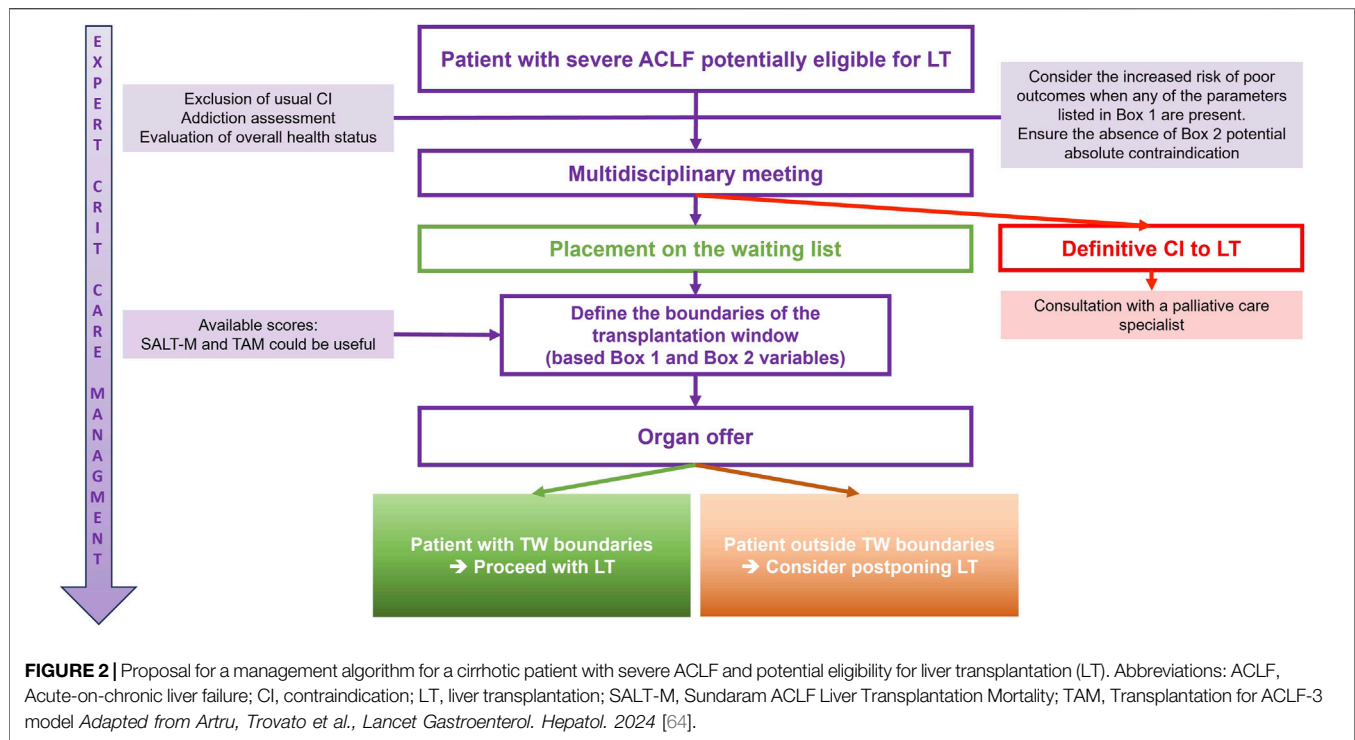 EXPERT CRIT CARE MANAGMENT
Patient with severe ACLF potentially eligible for LT
Exclusion of usual CI
Addiction assessment
Evaluation of overall health status
Consider the increased risk of poor
outcomes when any of the parameters
listed in Box 1 are present.
Ensure the absence of Box 2 potential
absolute contraindication
Multidisciplinary meeting
Placement on the waiting list
Definitive CI to LT
Consultation with a palliative care
specialist
Available scores:
SALT-M and TAM could be useful
Define the boundaries of the
transplantation window
(based Box 1 and Box 2 variables)
Organ offer
Patient with TW boundaries
➔ Proceed with LT
Patient outside TW boundaries
➔ Consider postponing LT
FIGURE 2 | Proposal for a management algorithm for a cirrhotic patient with severe ACLF and potential eligibility for liver transplantation (LT). Abbreviations: ACLF,
Acute-on-chronic liver failure; CI, contraindication; LT, liver transplantation; SALT-M, Sundaram ACLF Liver Transplantation Mortality; TAM, Transplantation for ACLF-3
model Adapted from Artru, Trovato et al., Lancet Gastroenterol. Hepatol. 2024 [64].